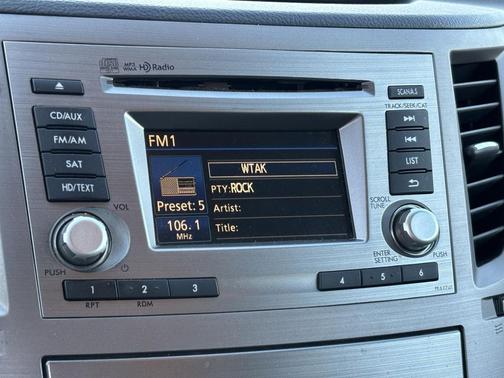 MP3
WMA HD Radio
SCAN/A.S
TRACK/SEEK/CAT
CD/AUX
FM/AM
SAT
HD/TEXT
LIST
FM1
WTAK
PTY:ROCK
Preset: 5
Artist:
106.1
MHz
Title:
VOL
PUSH
SCROLL
TUNE
ENTER
SETTING
PUSH
1 2 3
RPT RDM
4 5 6